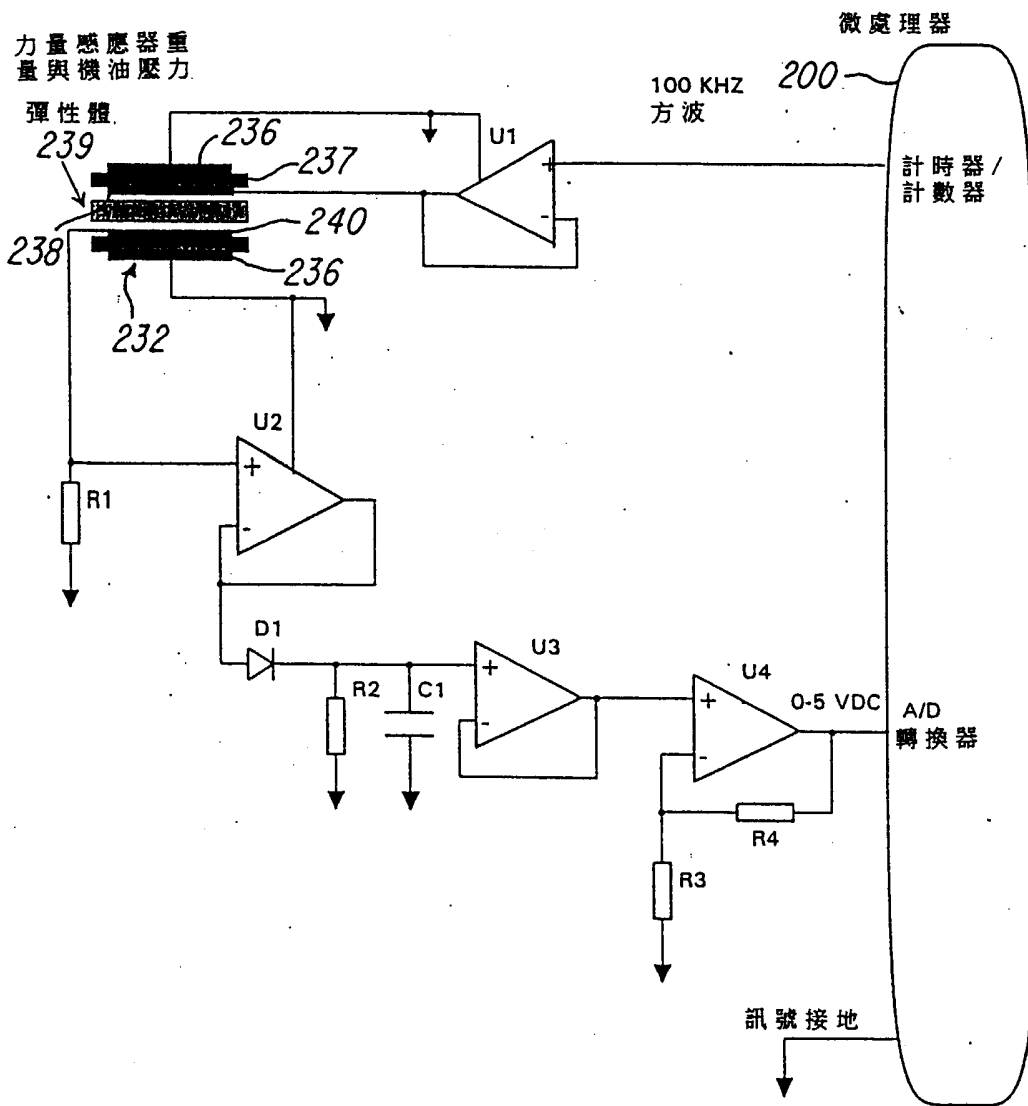 微處理器
力量感應器重
量與機油壓力
彈性體
200
100 KHZ
方波
236
U1
239
237
計時器/
計數器
+
-
238
240
236
232
U2
+
-
R1
D1
R2
C1
U3
+
-
U4
+
-
0-5 VDC
A/D
轉換器
R4
R3
訊號接地